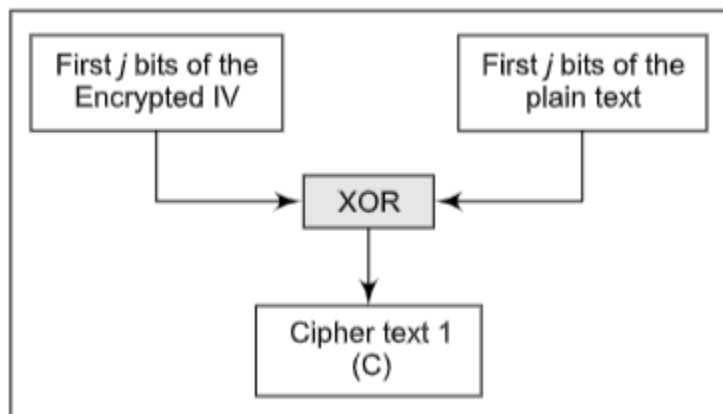 First j bits of the
Encrypted IV
First j bits of the
plain text
XOR
Cipher text 1
(C)